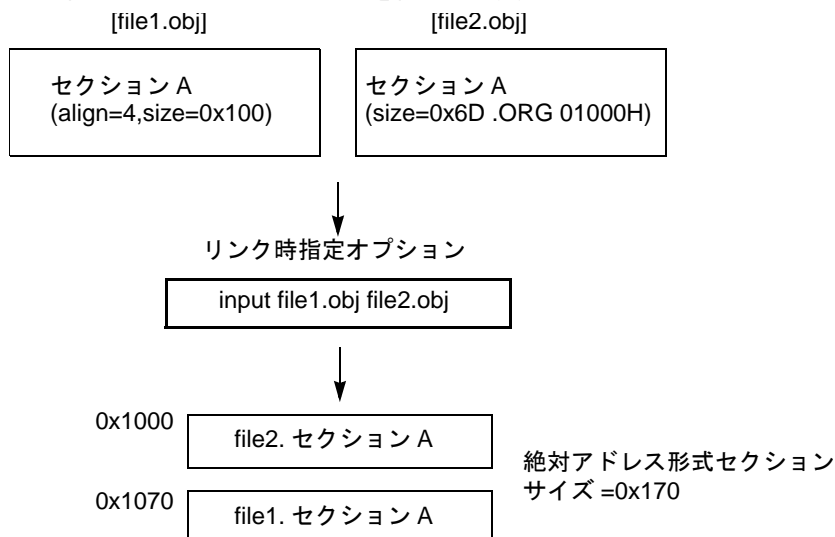 [file1.obj]
[file2.obj]
セクション A
(align=4,size=0x100)
セクション A
(size=0x6D .ORG 01000H)
リンク時指定オプション
input file1.obj file2.obj
0x1000
file2. セクション A
0x1070
file1. セクション A
絶対アドレス形式セクション
サイズ =0x170